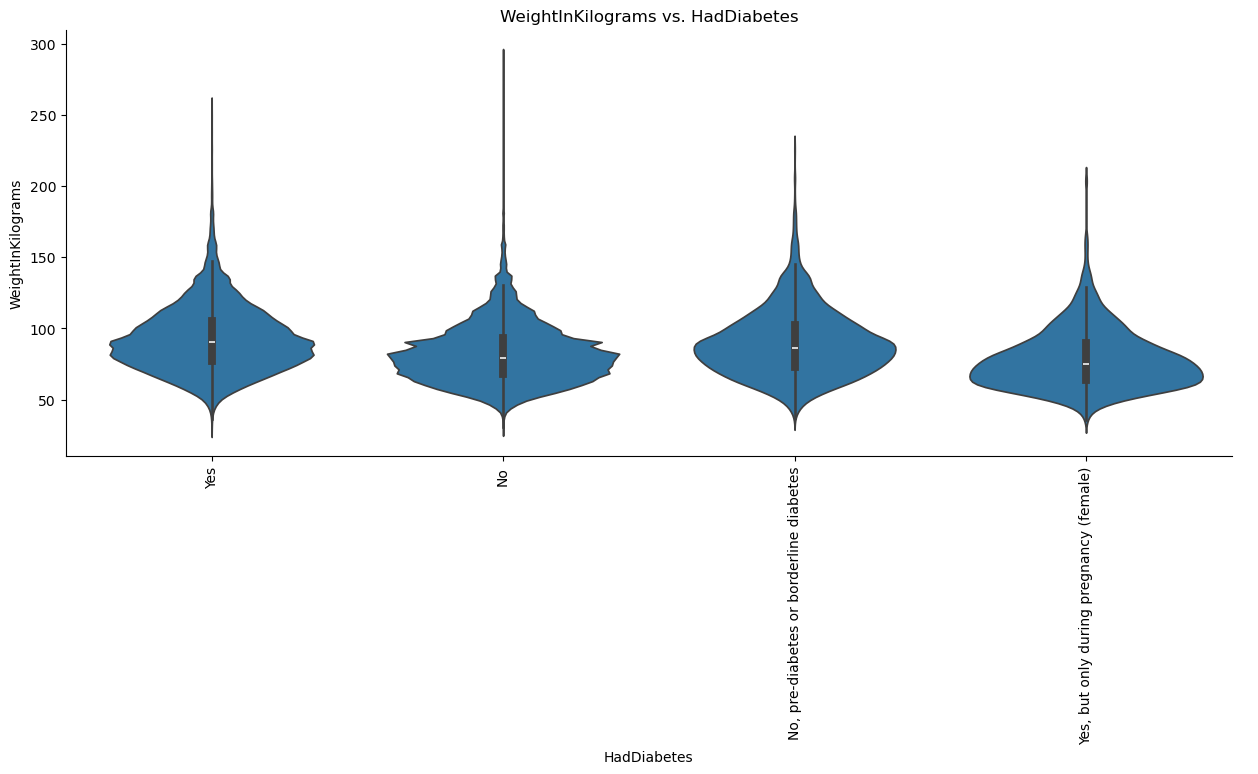 WeightInKilograms vs. HadDiabetes
300
250
200
150
100
50
WeightInKilograms
Yes
No
No, pre-diabetes or borderline diabetes
Yes, but only during pregnancy (female)
HadDiabetes